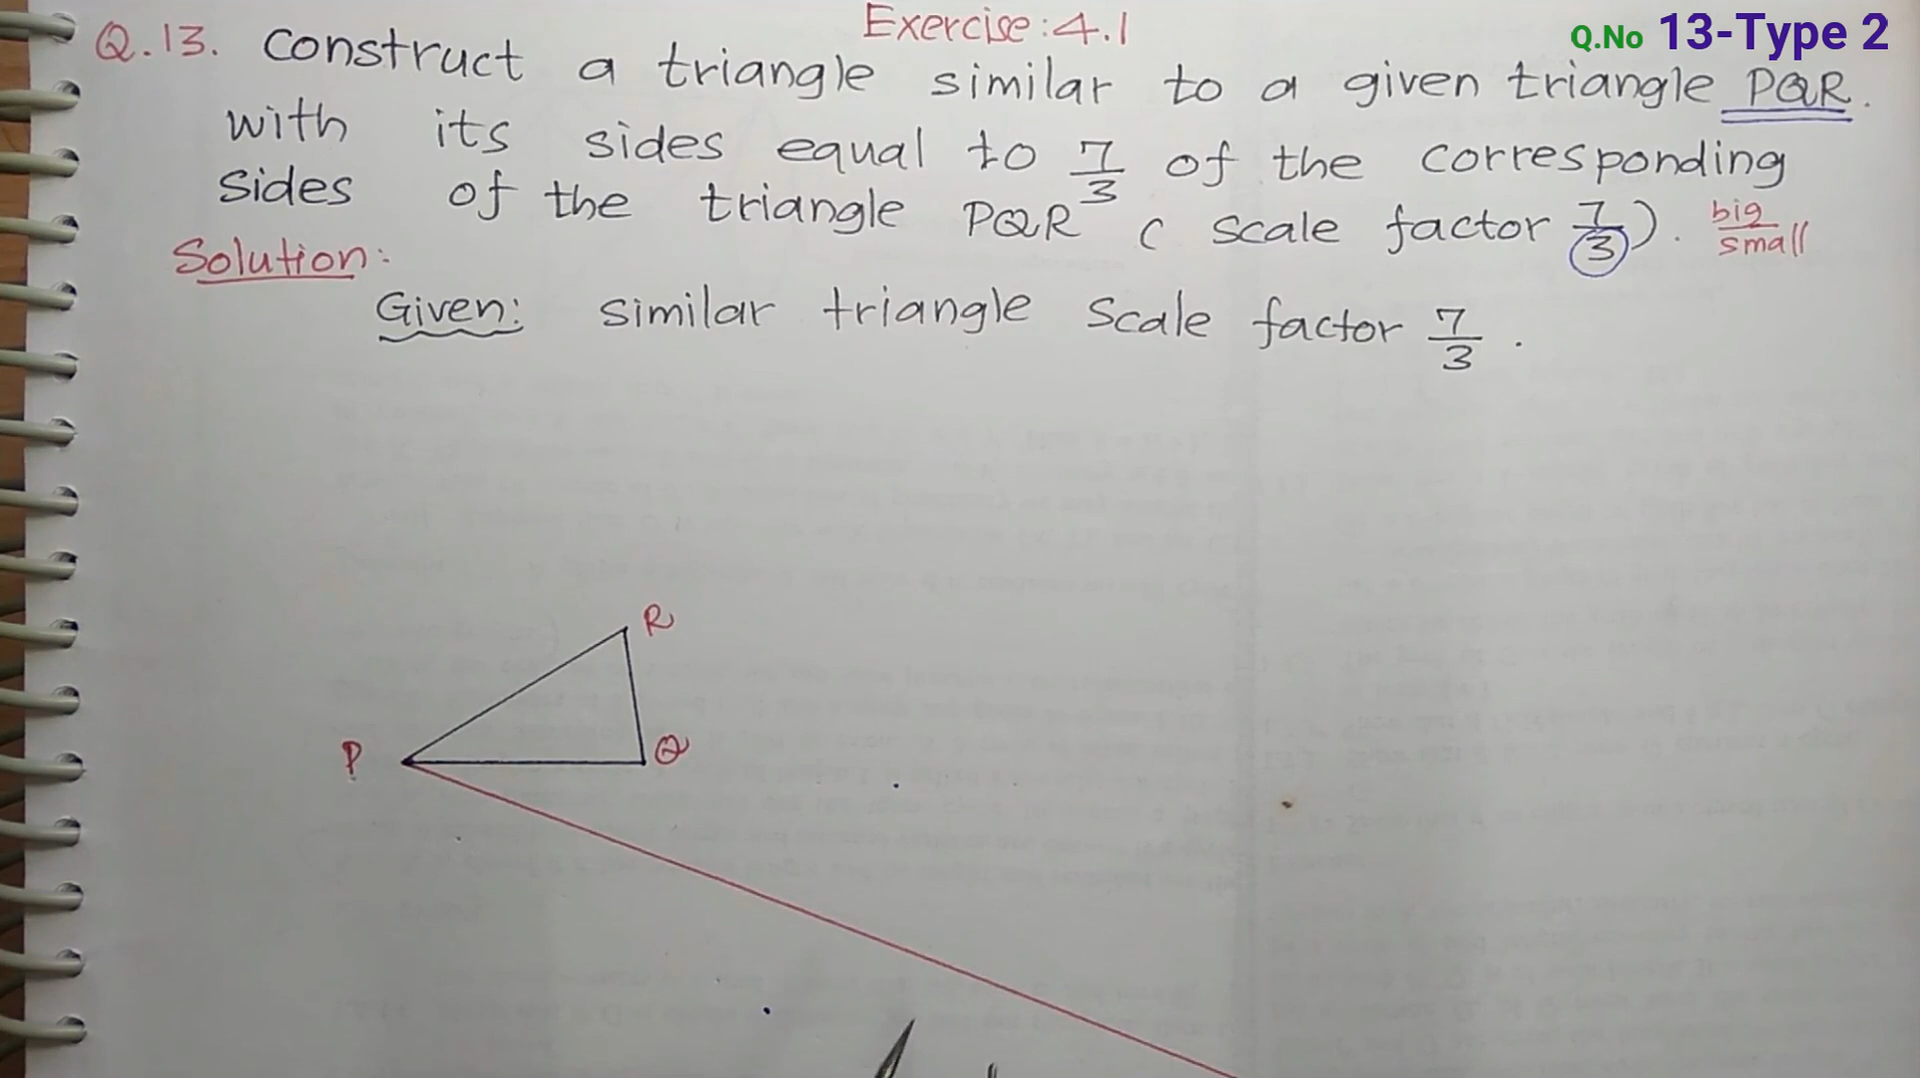 Exercise: 4.1
Q.No 13-Type 2
Q.13. Construct a triangle similar to a given triangle PQR.
with its sides equal to 7/3 of the corresponding
sides of the triangle PQR ( scale factor 7/3 ). big/small
Solution:
Given: similar triangle scale factor 7/3 .
R
P
Q